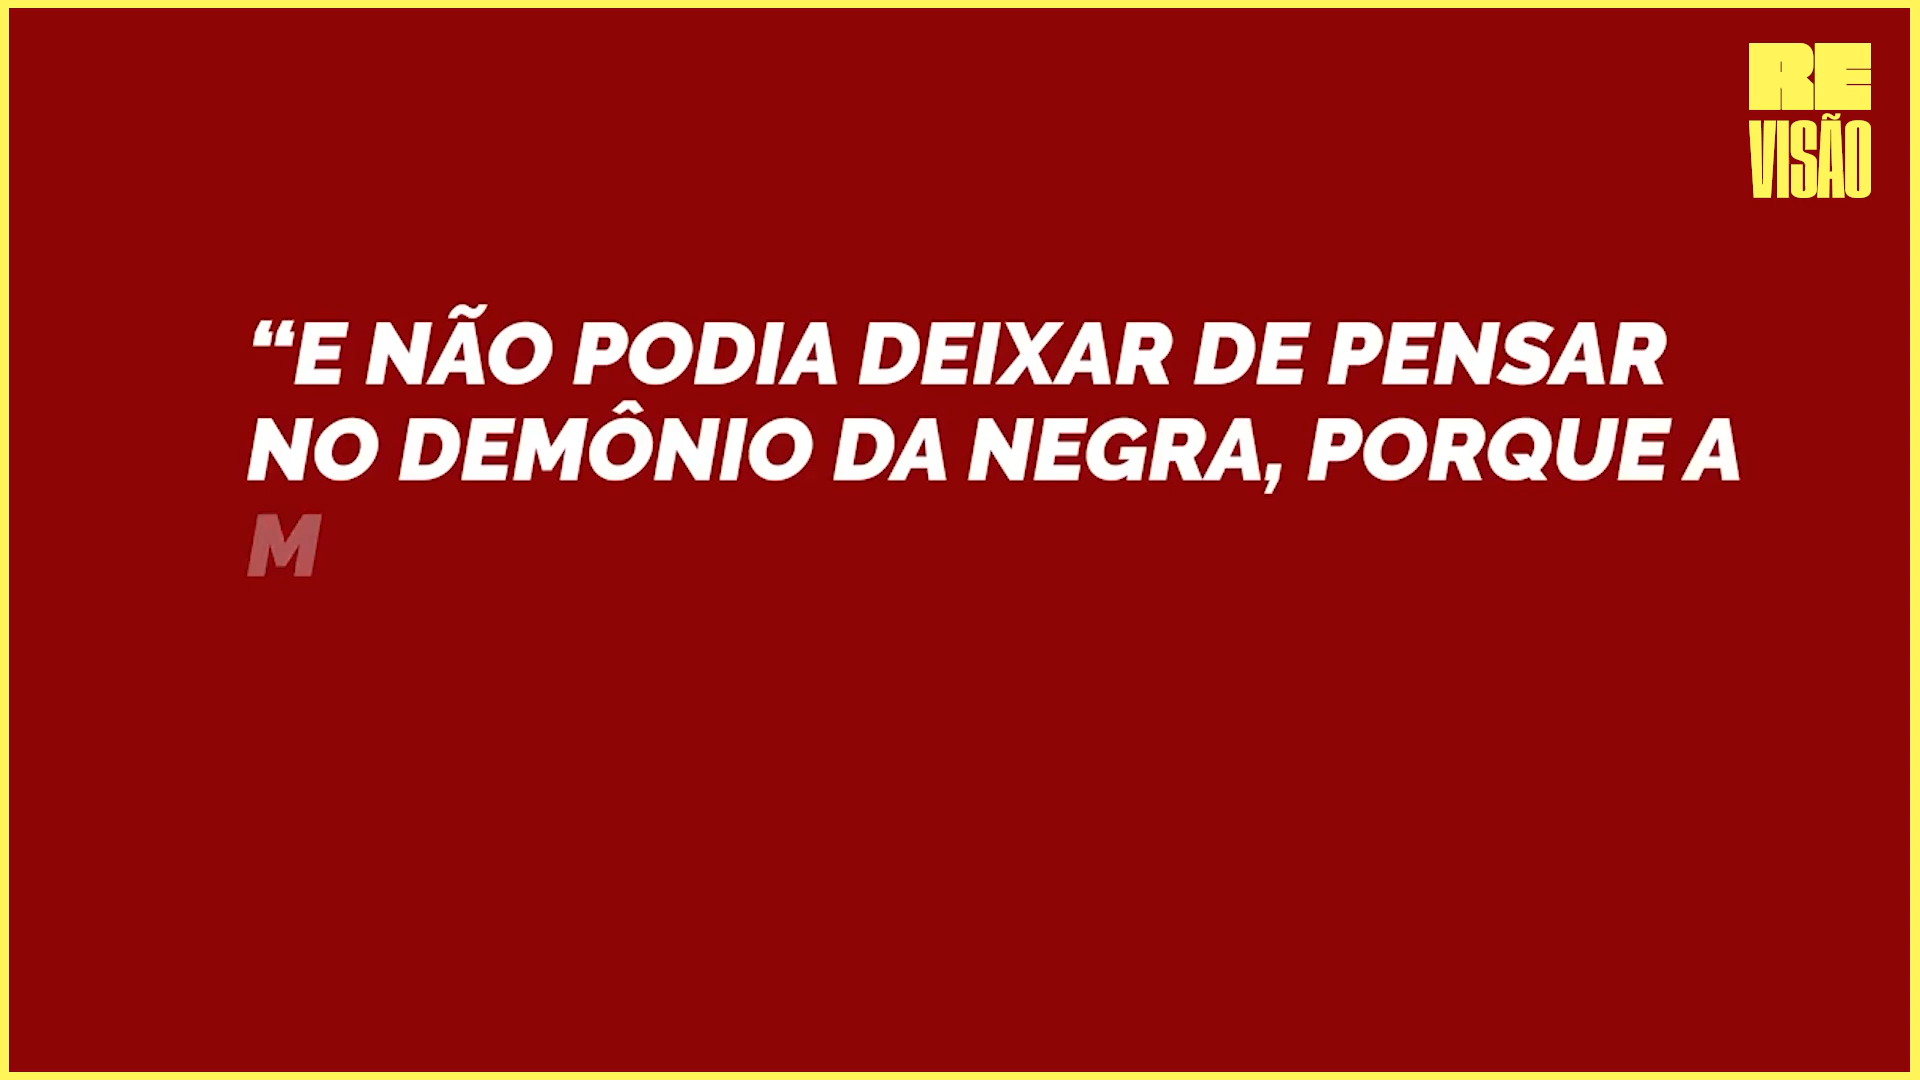 RE
VISÃO
“E NÃO PODIA DEIXAR DE PENSAR
NO DEMÔNIO DA NEGRA, PORQUE A
M